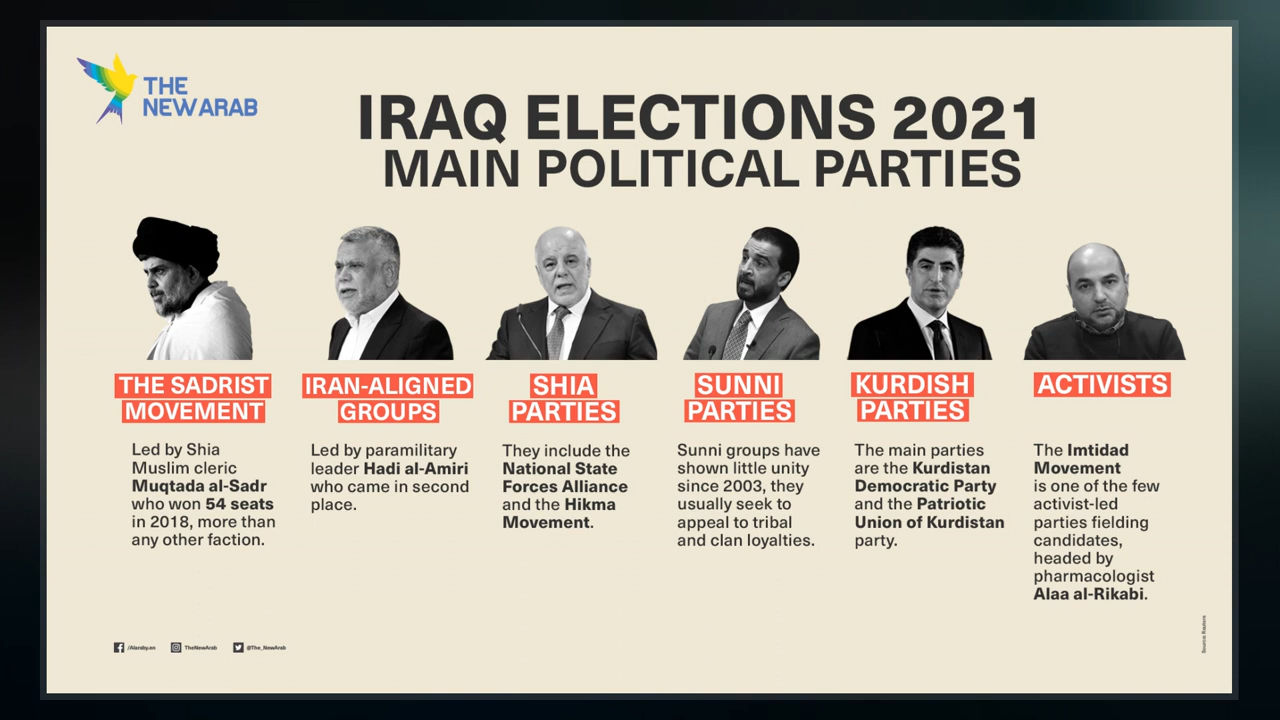 THE
NEW ARAB
IRAQ ELECTIONS 2021
MAIN POLITICAL PARTIES
THE SADRIST
MOVEMENT
Led by Shia
Muslim cleric
Muqtada al-Sadr
who won 54 seats
in 2018, more than
any other faction.
IRAN-ALIGNED
GROUPS
Led by paramilitary
leader Hadi al-Amiri
who came in second
place.
SHIA
PARTIES
They include the
National State
Forces Alliance
and the Hikma
Movement.
SUNNI
PARTIES
Sunni groups have
shown little unity
since 2003, they
usually seek to
appeal to tribal
and clan loyalties.
KURDISH
PARTIES
The main parties
are the Kurdistan
Democratic Party
and the Patriotic
Union of Kurdistan
party.
ACTIVISTS
The Imtidad
Movement
is one of the few
activist-led
parties fielding
candidates,
headed by
pharmacologist
Alaa al-Rikabi.
/Alaraby.en
TheNewArab
@The_NewArab
Source: Reuters